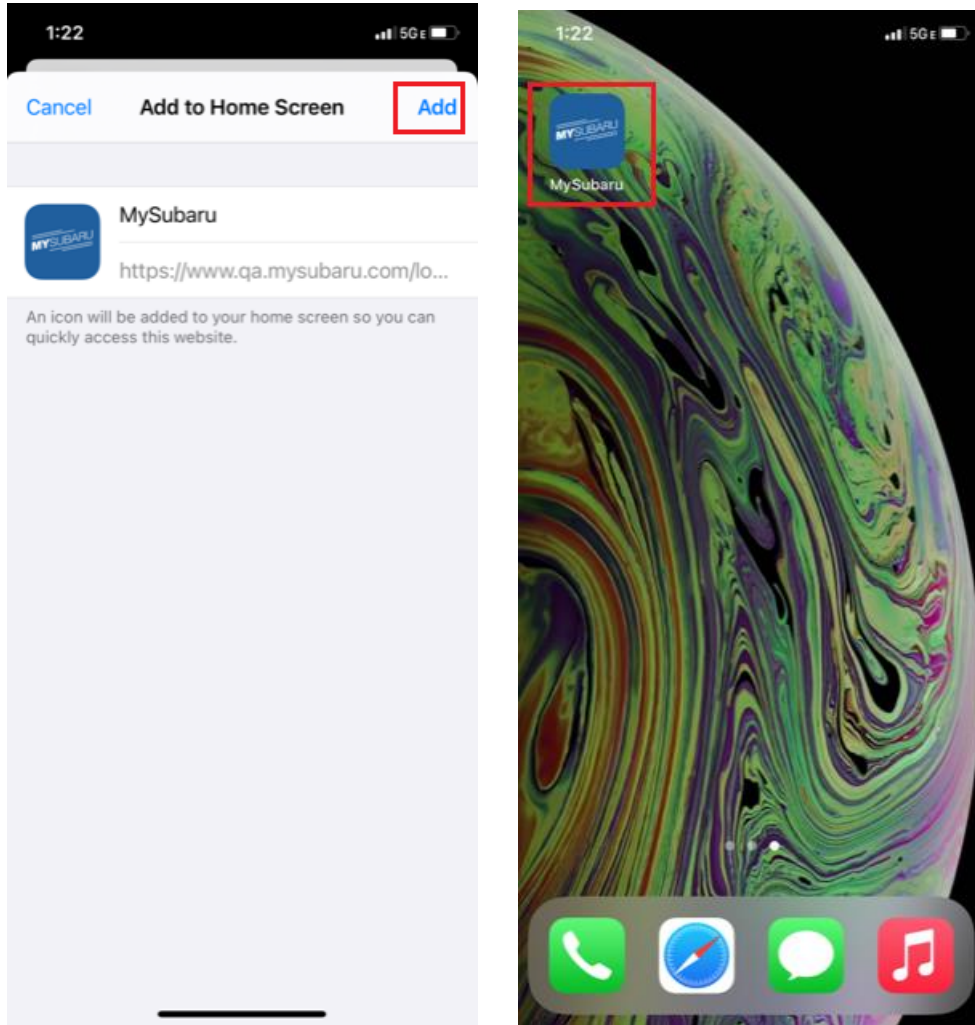 1:22
5G E
Cancel
Add to Home Screen
Add
MYSUBARU
MySubaru
https://www.qa.mysubaru.com/lo...
An icon will be added to your home screen so you can
quickly access this website.
1:22
5G E
MYSUBARU
MySubaru